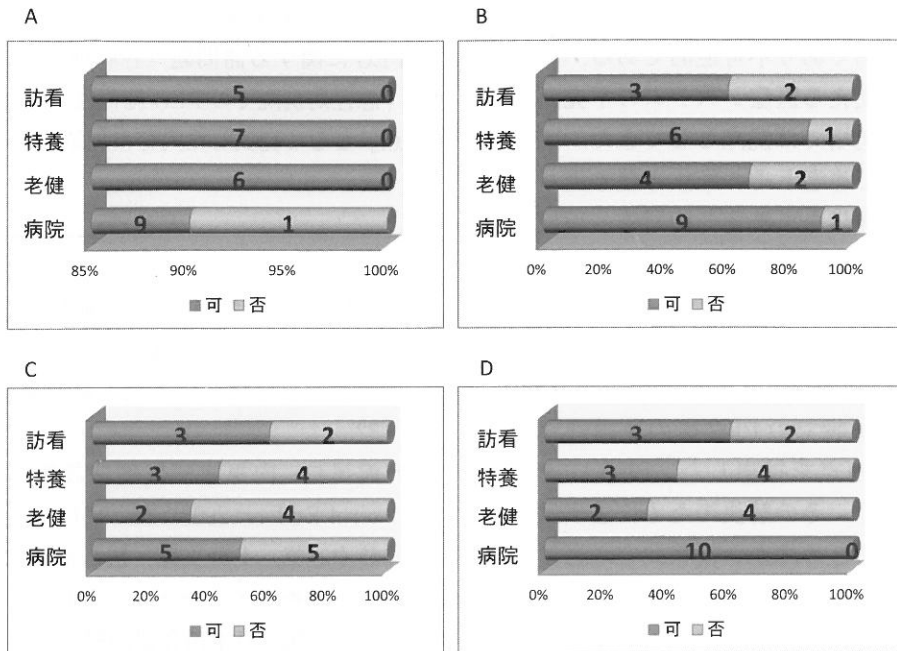 A
訪看 5 0
特養 7 0
老健 6 0
病院 9 1
85% 90% 95% 100%
■可 ■否
B
訪看 3 2
特養 6 1
老健 4 2
病院 9 1
0% 20% 40% 60% 80% 100%
■可 ■否
C
訪看 3 2
特養 3 4
老健 2 4
病院 5 5
0% 20% 40% 60% 80% 100%
■可 ■否
D
訪看 3 2
特養 3 4
老健 2 4
病院 10 0
0% 20% 40% 60% 80% 100%
■可 ■否